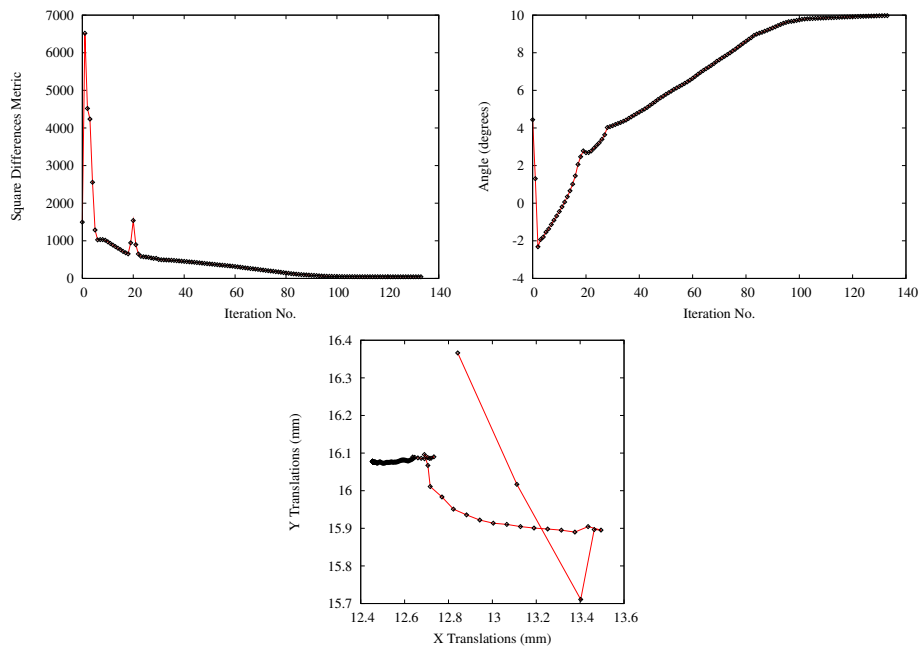 7000
6000
5000
4000
3000
2000
1000
0
Square Differences Metric
0 20 40 60 80 100 120 140
Iteration No.
10
8
6
4
2
0
-2
-4
Angle (degrees)
0 20 40 60 80 100 120 140
Iteration No.
16.4
16.3
16.2
16.1
16
15.9
15.8
15.7
Y Translations (mm)
12.4 12.6 12.8 13 13.2 13.4 13.6
X Translations (mm)